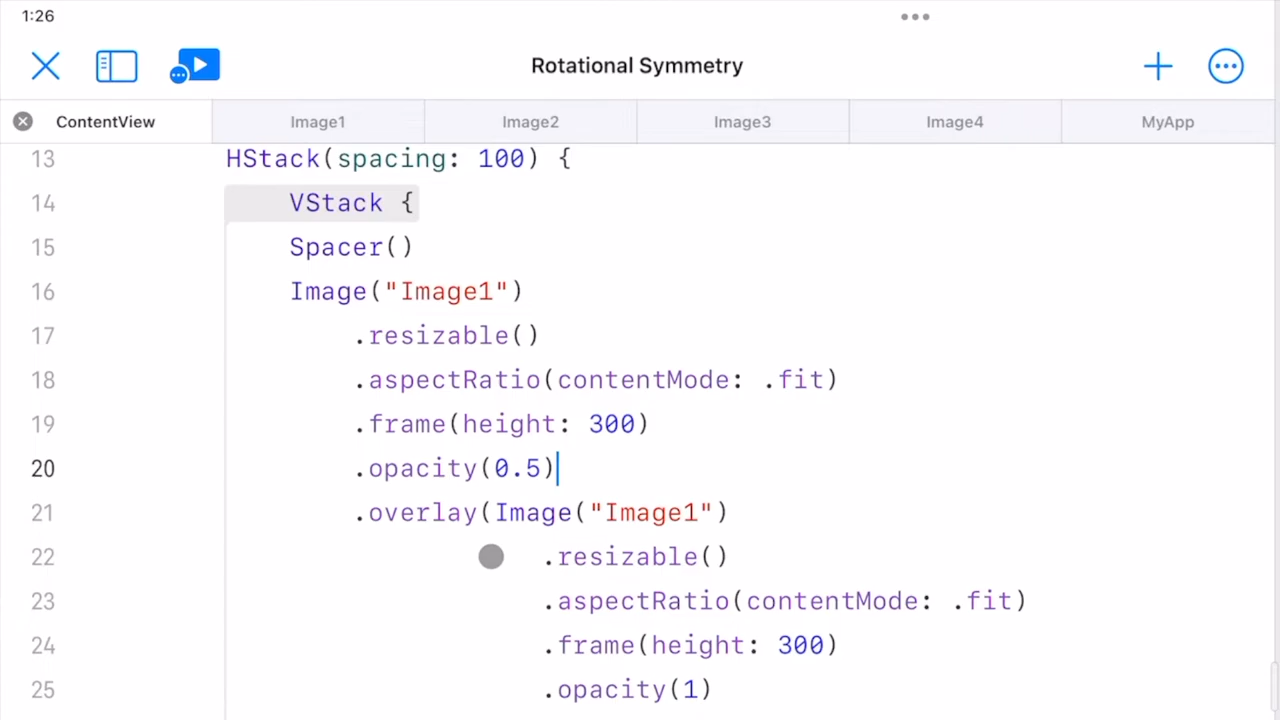 1:26
Rotational Symmetry
ContentView Image1 Image2 Image3 Image4 MyApp
13 HStack(spacing: 100) {
14 VStack {
15 Spacer()
16 Image("Image1")
17 .resizable()
18 .aspectRatio(contentMode: .fit)
19 .frame(height: 300)
20 .opacity(0.5)
21 .overlay(Image("Image1")
22 .resizable()
23 .aspectRatio(contentMode: .fit)
24 .frame(height: 300)
25 .opacity(1)